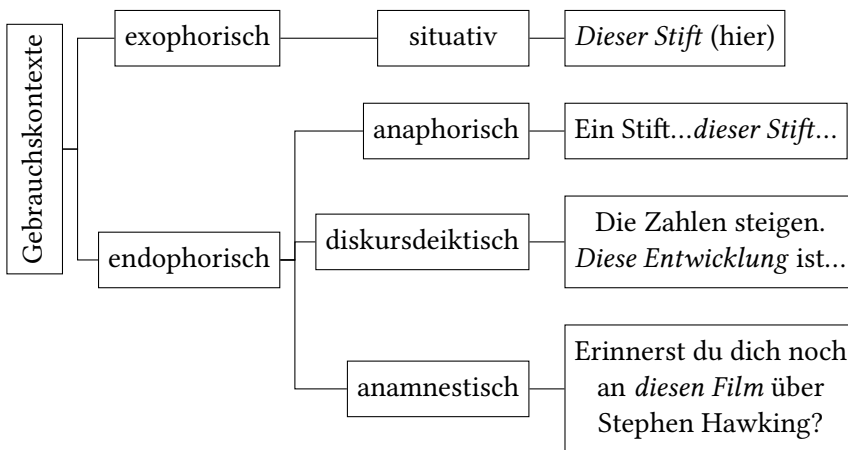 Gebrauchskontexte
exophorisch
situativ
Dieser Stift (hier)
endophorisch
anaphorisch
Ein Stift…dieser Stift…
diskursdeiktisch
Die Zahlen steigen.
Diese Entwicklung ist…
anamnestisch
Erinnerst du dich noch
an diesen Film über
Stephen Hawking?